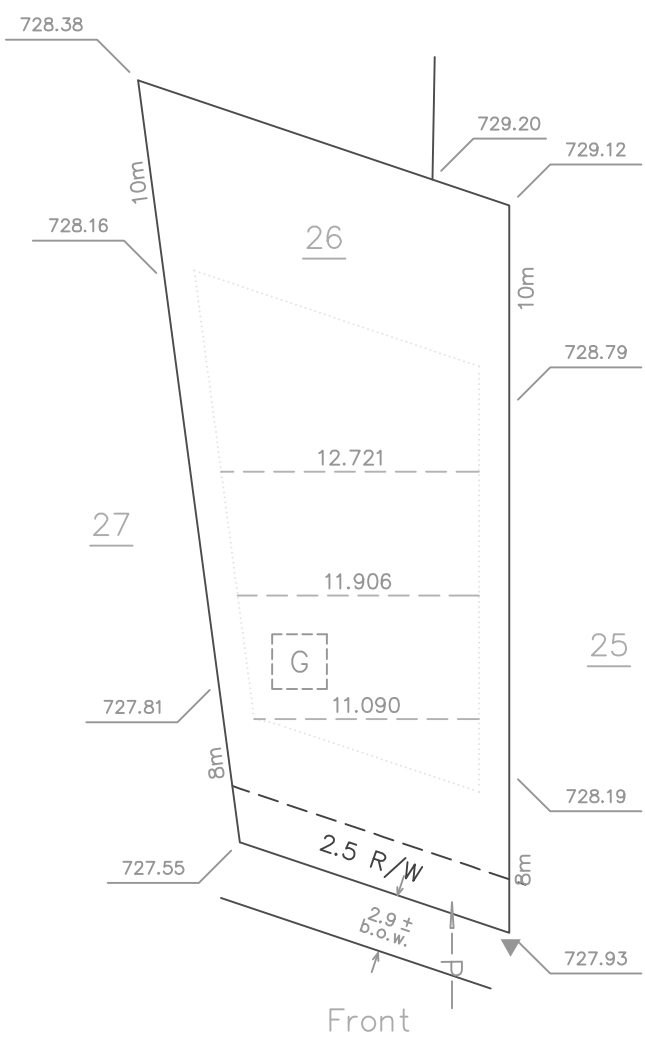 728.38
729.20
729.12
10m
728.16
26
10m
728.79
12.721
27
11.906
25
G
11.090
727.81
8m
728.19
2.5 R/W
727.55
8m
2.9 ±
b.o.w.
727.93
P
Front